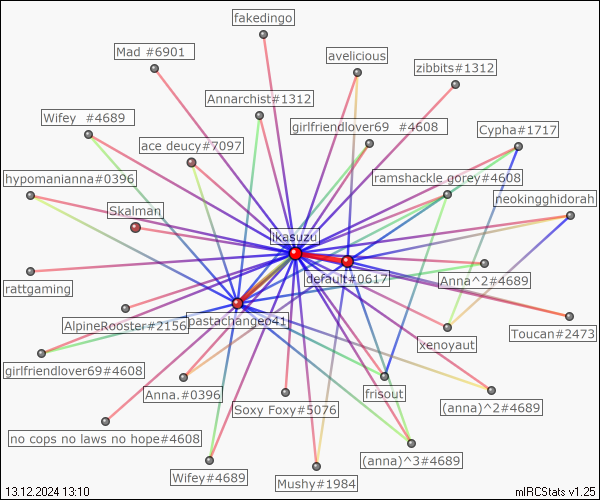 fakedingo
Mad #6901
avelicious
zibbits#1312
Annarchist#1312
Wifey  #4689
girlfriendlover69  #4608
Cypha#1717
ace deucy#7097
hypomanianna#0396
ramshackle gorey#4608
neokingghidorah
Skalman
ikasuzu
default#0617
Anna^2#4689
rattgaming
AlpineRooster#2156
pastachangeo41
Toucan#2473
xenoyaut
girlfriendlover69#4608
Anna.#0396
frisout
Soxy Foxy#5076
(anna)^2#4689
no cops no laws no hope#4608
(anna)^3#4689
Wifey#4689
Mushy#1984
13.12.2024 13:10
mIRCStats v1.25